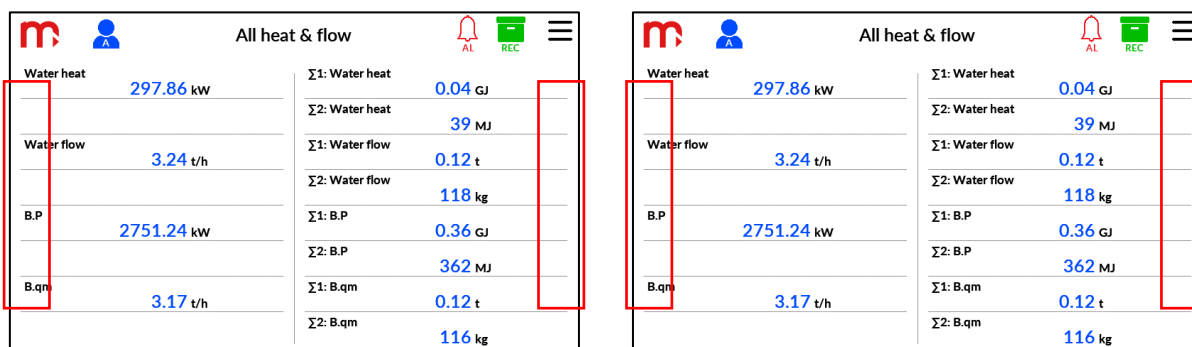 m A All heat & flow AL REC
Water heat
297.86 kW
Water flow
3.24 t/h
B.P
2751.24 kW
B.qm
3.17 t/h
∑1: Water heat
0.04 GJ
∑2: Water heat
39 MJ
∑1: Water flow
0.12 t
∑2: Water flow
118 kg
∑1: B.P
0.36 GJ
∑2: B.P
362 MJ
∑1: B.qm
0.12 t
∑2: B.qm
116 kg
m A All heat & flow AL REC
Water heat
297.86 kW
Water flow
3.24 t/h
B.P
2751.24 kW
B.qm
3.17 t/h
∑1: Water heat
0.04 GJ
∑2: Water heat
39 MJ
∑1: Water flow
0.12 t
∑2: Water flow
118 kg
∑1: B.P
0.36 GJ
∑2: B.P
362 MJ
∑1: B.qm
0.12 t
∑2: B.qm
116 kg